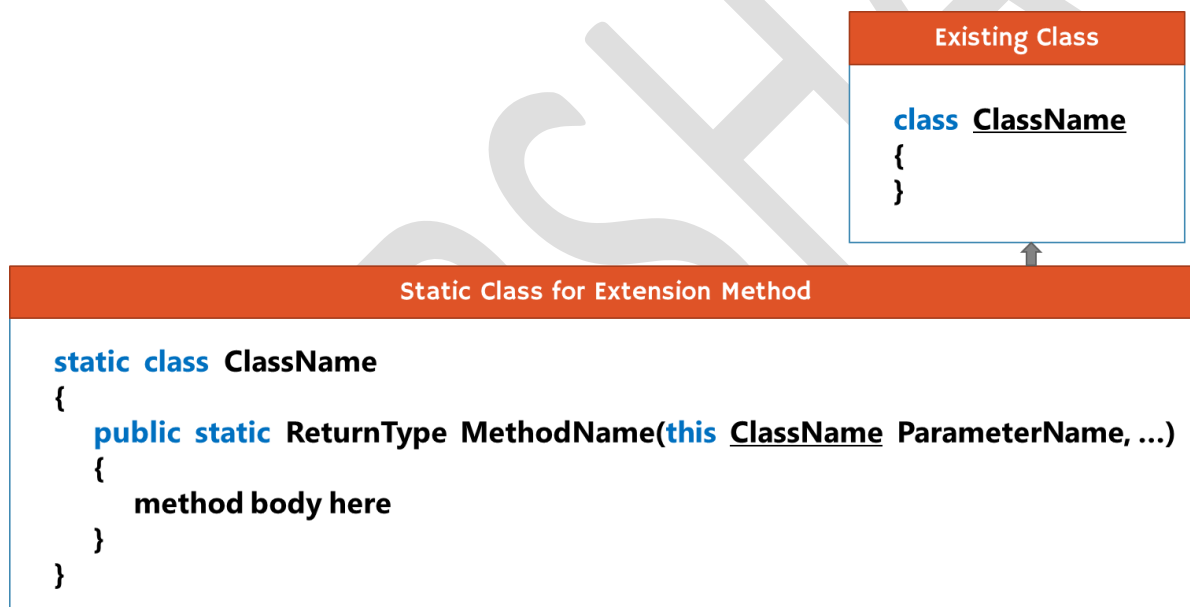 Existing Class
class ClassName
{
}
Static Class for Extension Method
static class ClassName
{
public static ReturnType MethodName(this ClassName ParameterName, ...)
{
method body here
}
}